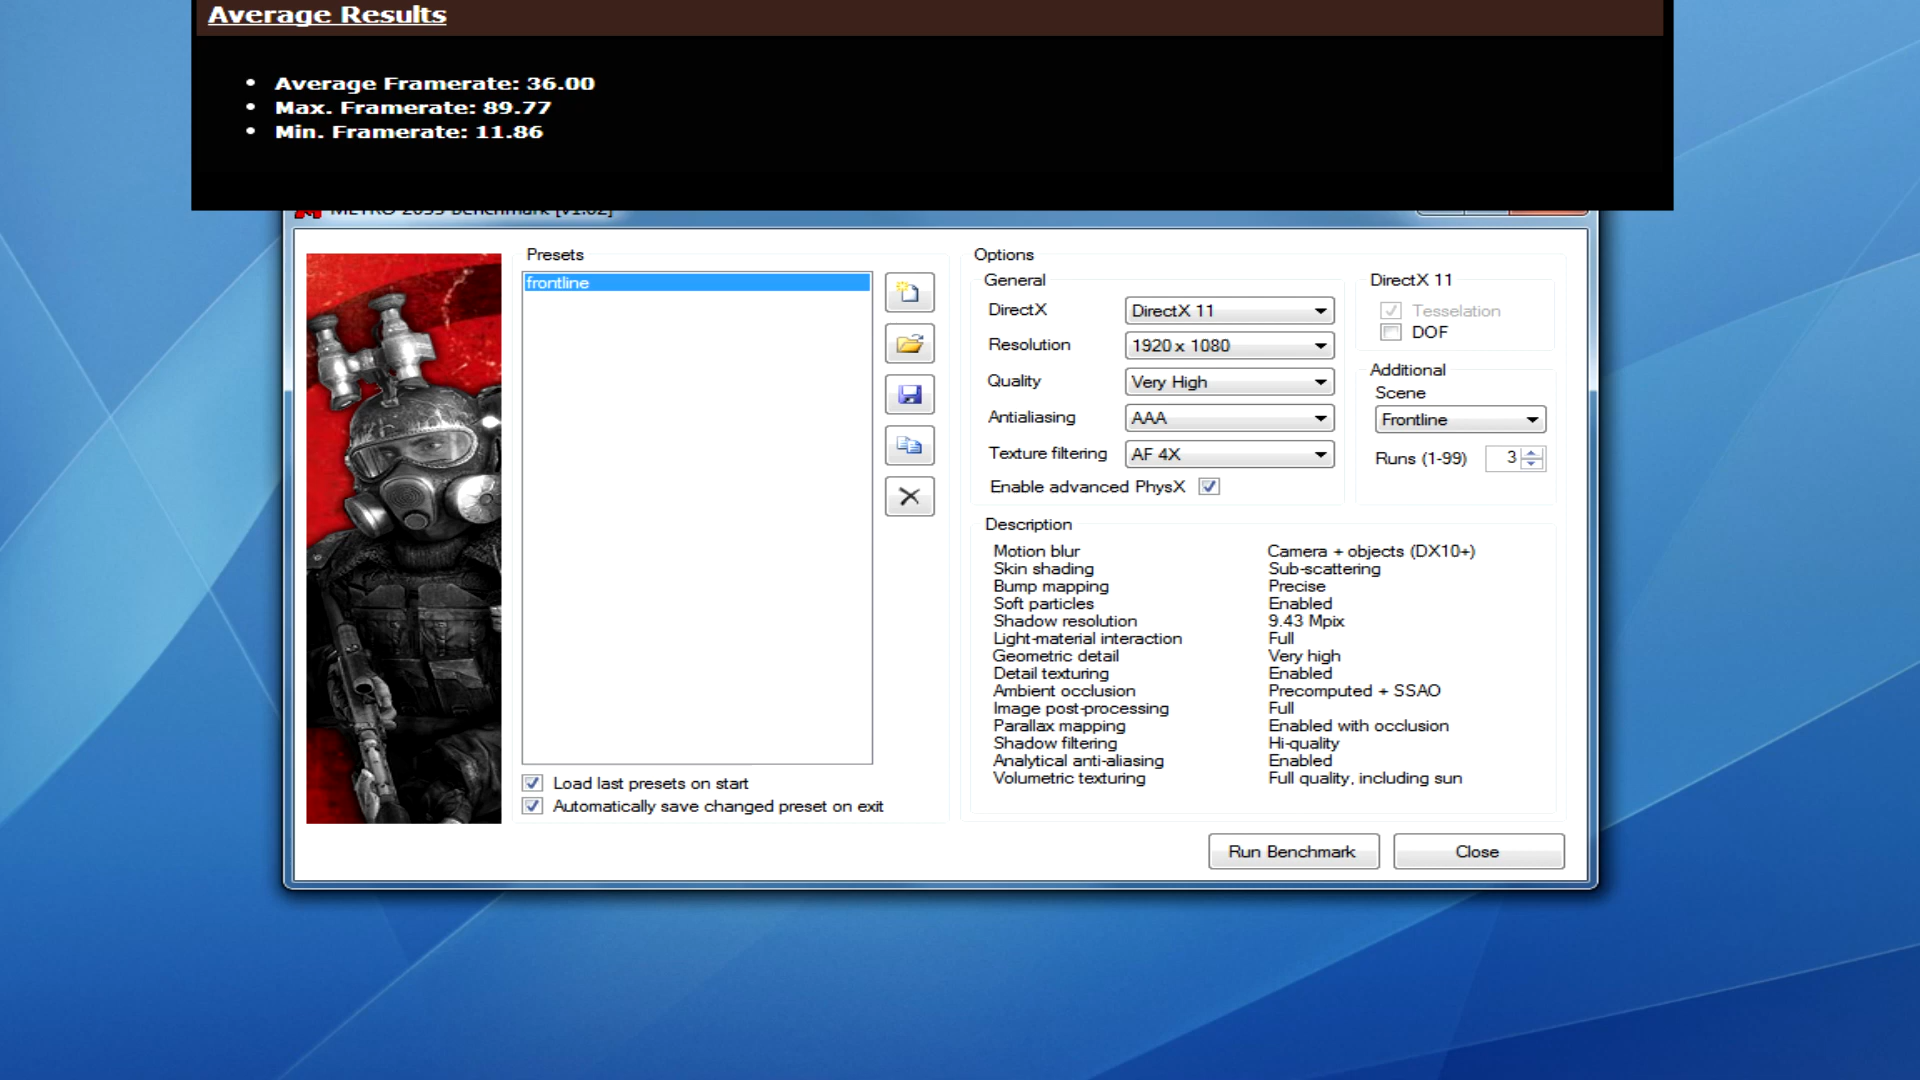 Average Results
• Average Framerate: 36.00
• Max. Framerate: 89.77
• Min. Framerate: 11.86
METRO 2033 Benchmark [v1.02]
Presets
frontline
Load last presets on start
Automatically save changed preset on exit
Options
General
DirectX DirectX 11
Resolution 1920 x 1080
Quality Very High
Antialiasing AAA
Texture filtering AF 4X
Enable advanced PhysX
DirectX 11
Tesselation
DOF
Additional
Scene
Frontline
Runs (1-99) 3
Description
Motion blur Camera + objects (DX10+)
Skin shading Sub-scattering
Bump mapping Precise
Soft particles Enabled
Shadow resolution 9.43 Mpix
Light-material interaction Full
Geometric detail Very high
Detail texturing Enabled
Ambient occlusion Precomputed + SSAO
Image post-processing Full
Parallax mapping Enabled with occlusion
Shadow filtering Hi-quality
Analytical anti-aliasing Enabled
Volumetric texturing Full quality, including sun
Run Benchmark Close